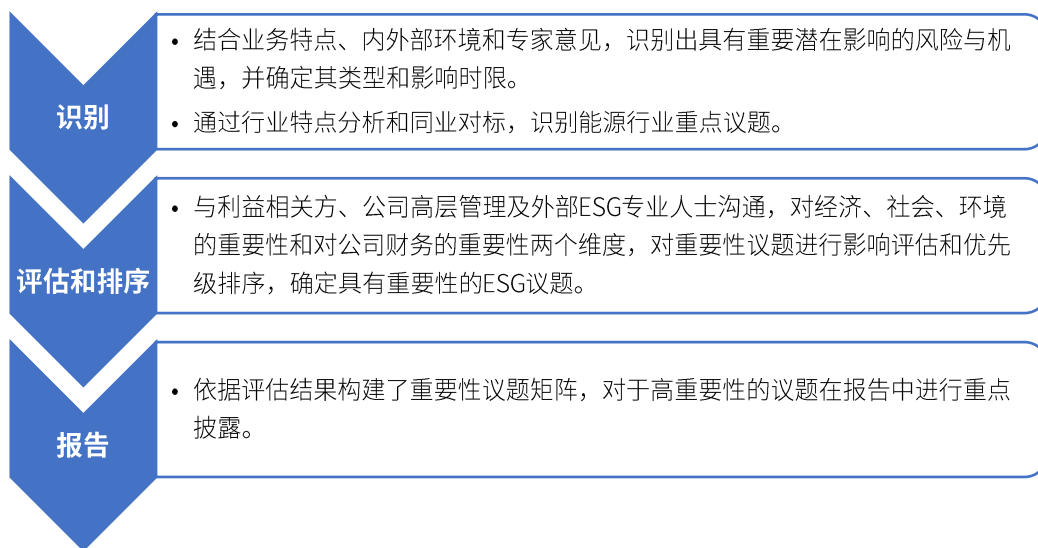 识别
• 结合业务特点、内外部环境和专家意见，识别出具有重要潜在影响的风险与机
遇，并确定其类型和影响时限。
• 通过行业特点分析和同业对标，识别能源行业重点议题。
评估和排序
• 与利益相关方、公司高层管理及外部ESG专业人士沟通，对经济、社会、环境
的重要性和对公司财务的重要性两个维度，对重要性议题进行影响评估和优先
级排序，确定具有重要性的ESG议题。
报告
• 依据评估结果构建了重要性议题矩阵，对于高重要性的议题在报告中进行重点
披露。